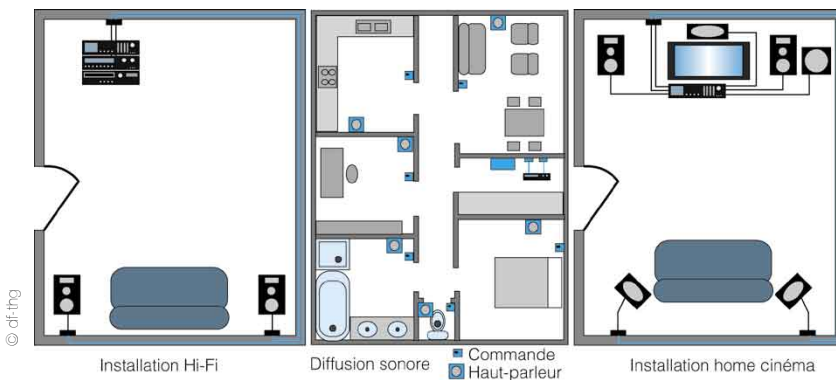 © df-thg
Installation Hi-Fi
Diffusion sonore
Commande
Haut-parleur
Installation home cinéma